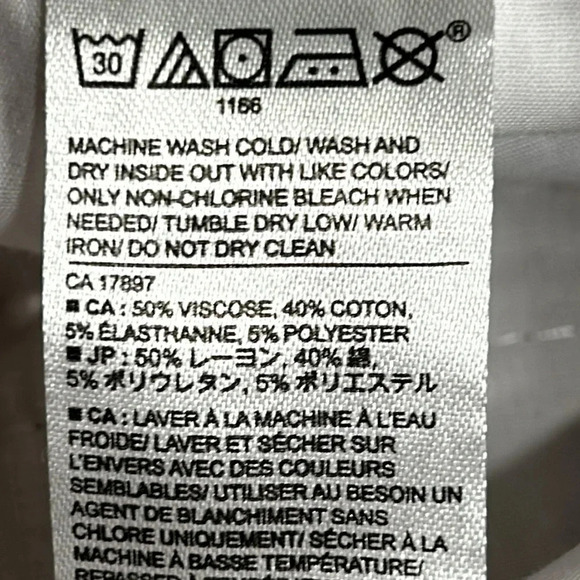 30 ®
1166
MACHINE WASH COLD/ WASH AND
DRY INSIDE OUT WITH LIKE COLORS/
ONLY NON-CHLORINE BLEACH WHEN
NEEDED/ TUMBLE DRY LOW/ WARM
IRON/ DO NOT DRY CLEAN
CA 17897
■ CA : 50% VISCOSE, 40% COTON,
5% ÉLASTHANNE, 5% POLYESTER
■ JP : 50% レーヨン, 40% 綿,
5% ポリウレタン, 5% ポリエステル
■ CA : LAVER À LA MACHINE À L'EAU
FROIDE/ LAVER ET SÉCHER SUR
L'ENVERS AVEC DES COULEURS
SEMBLABLES/ UTILISER AU BESOIN UN
AGENT DE BLANCHIMENT SANS
CHLORE UNIQUEMENT/ SÉCHER À LA
MACHINE À BASSE TEMPÉRATURE/
REPASSER À